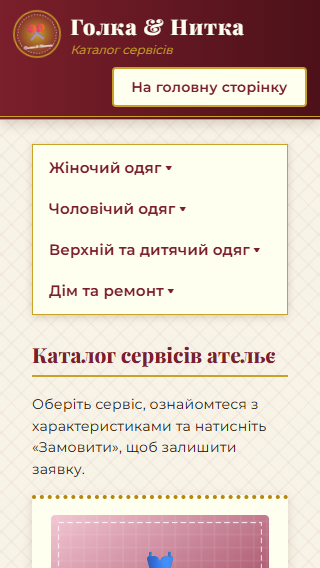 Голка & Нитка
Каталог сервісів
На головну сторінку
Жіночий одяг
Чоловічий одяг
Верхній та дитячий одяг
Дім та ремонт
Каталог сервісів ательє
Оберіть сервіс, ознайомтеся з
характеристиками та натисніть
«Замовити», щоб залишити
заявку.